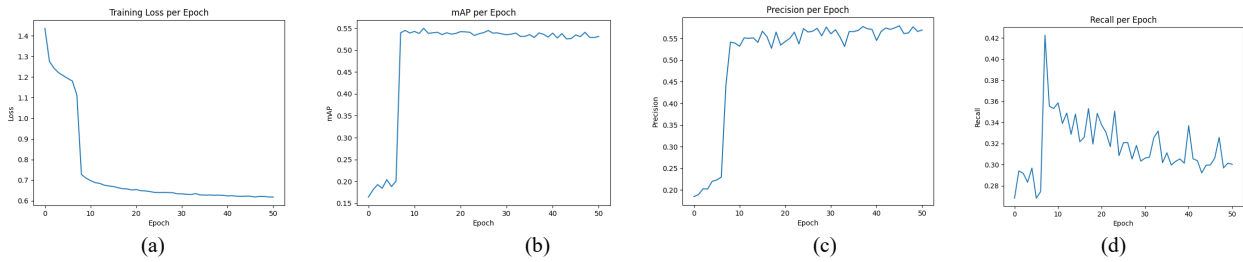 Training Loss per Epoch
1.4
1.3
1.2
1.1
1.0
0.9
0.8
0.7
0.6
Loss
0 10 20 30 40 50
Epoch
(a)
mAP per Epoch
0.55
0.50
0.45
0.40
0.35
0.30
0.25
0.20
0.15
mAP
0 10 20 30 40 50
Epoch
(b)
Precision per Epoch
0.55
0.50
0.45
0.40
0.35
0.30
0.25
0.20
Precision
0 10 20 30 40 50
Epoch
(c)
Recall per Epoch
0.42
0.40
0.38
0.36
0.34
0.32
0.30
0.28
Recall
0 10 20 30 40 50
Epoch
(d)